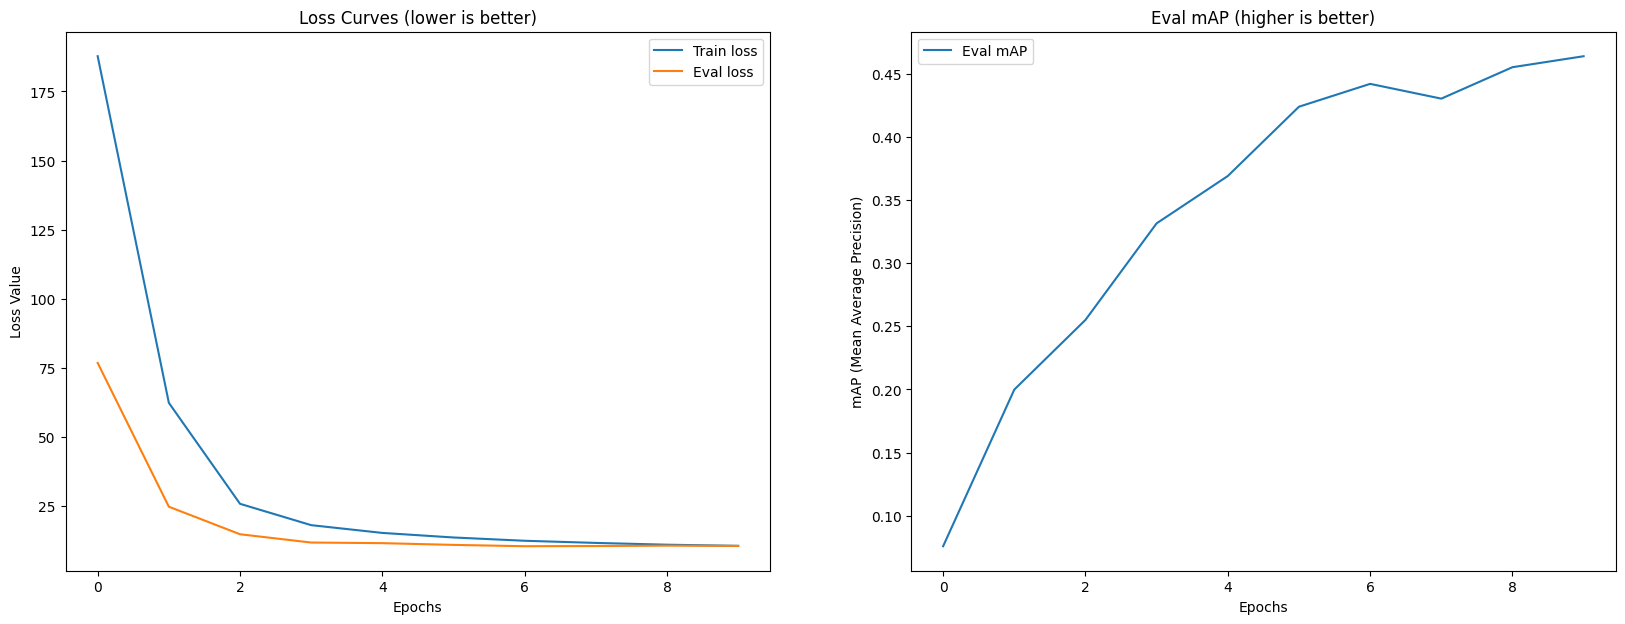 Loss Curves (lower is better)
Train loss
Eval loss
Loss Value
175
150
125
100
75
50
25
0
2
4
6
8
Epochs
Eval mAP (higher is better)
Eval mAP
mAP (Mean Average Precision)
0.45
0.40
0.35
0.30
0.25
0.20
0.15
0.10
0
2
4
6
8
Epochs